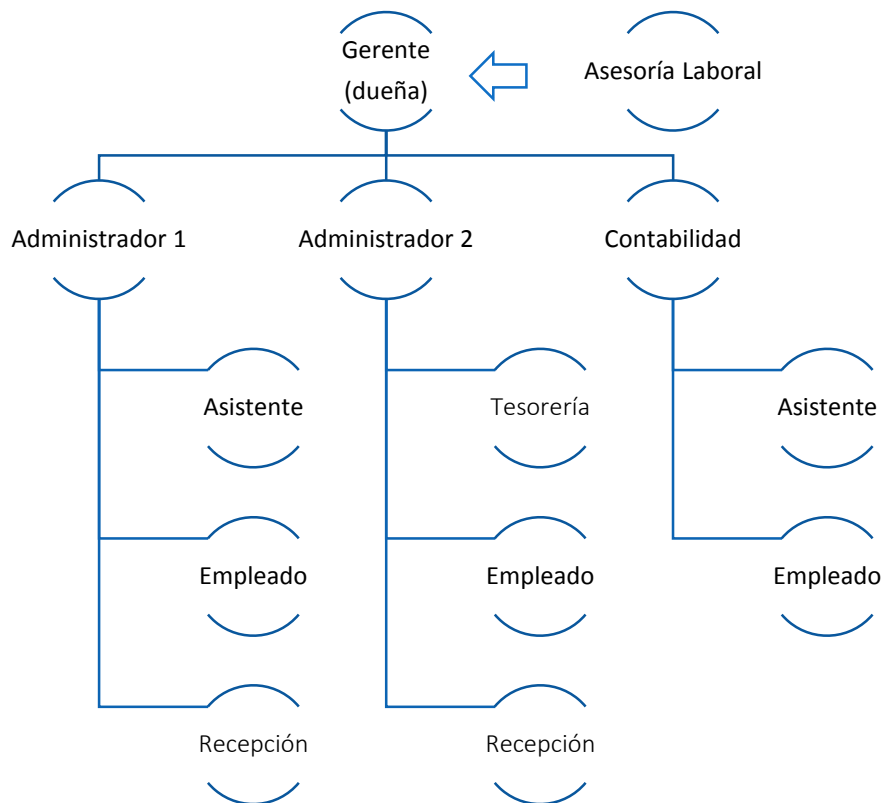 Gerente
(dueña)
Asesoría Laboral
Administrador 1
Administrador 2
Contabilidad
Asistente
Tesorería
Asistente
Empleado
Empleado
Empleado
Recepción
Recepción